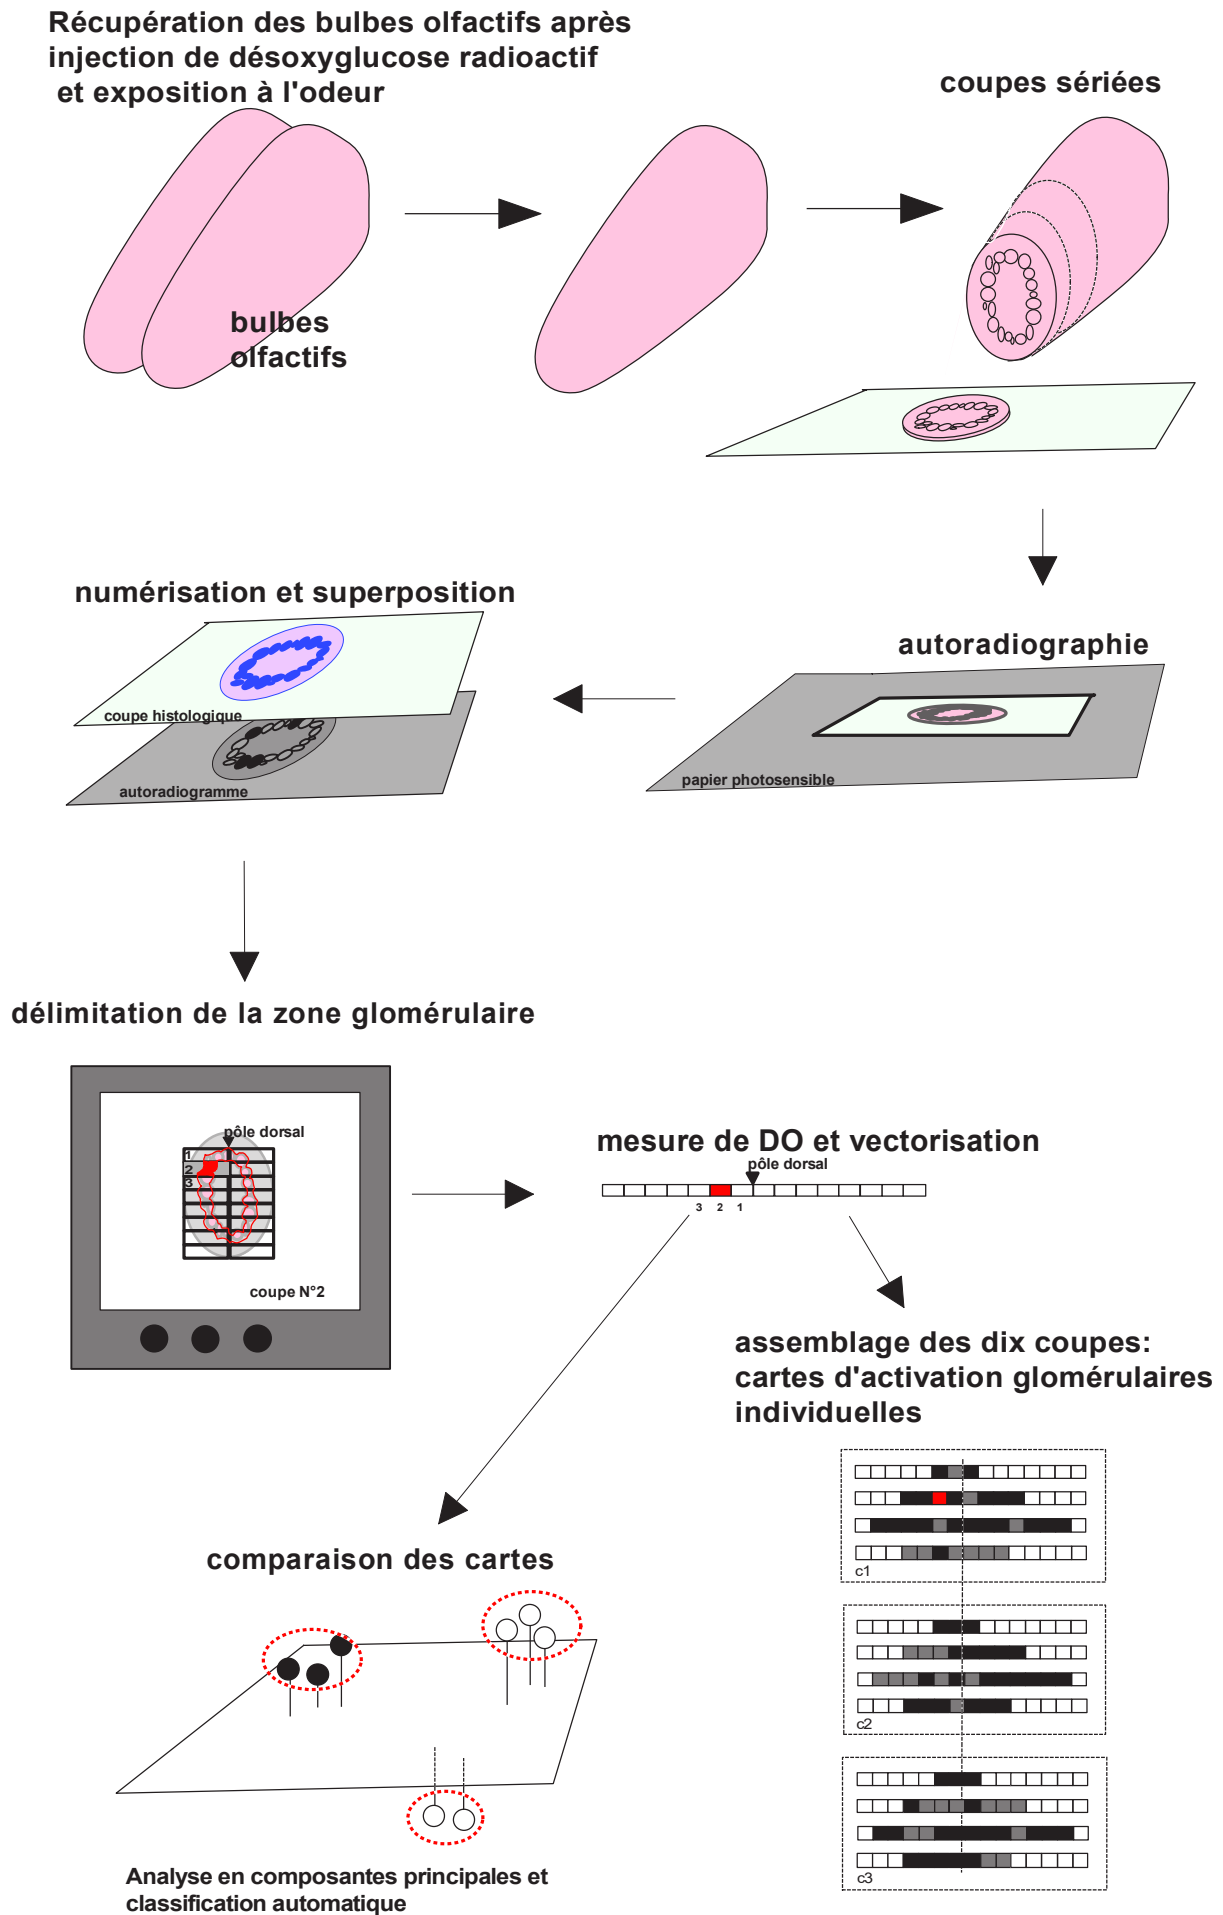 Récupération des bulbes olfactifs après
injection de désoxyglucose radioactif
et exposition à l'odeur
coupes sériées
bulbes
olfactifs
numérisation et superposition
autoradiographie
coupe histologique
autoradiogramme
papier photosensible
délimitation de la zone glomérulaire
pôle dorsal
1
2
3
coupe N°2
mesure de DO et vectorisation
pôle dorsal
3 2 1
assemblage des dix coupes:
cartes d'activation glomérulaires
individuelles
c1
c2
c3
comparaison des cartes
Analyse en composantes principales et
classification automatique